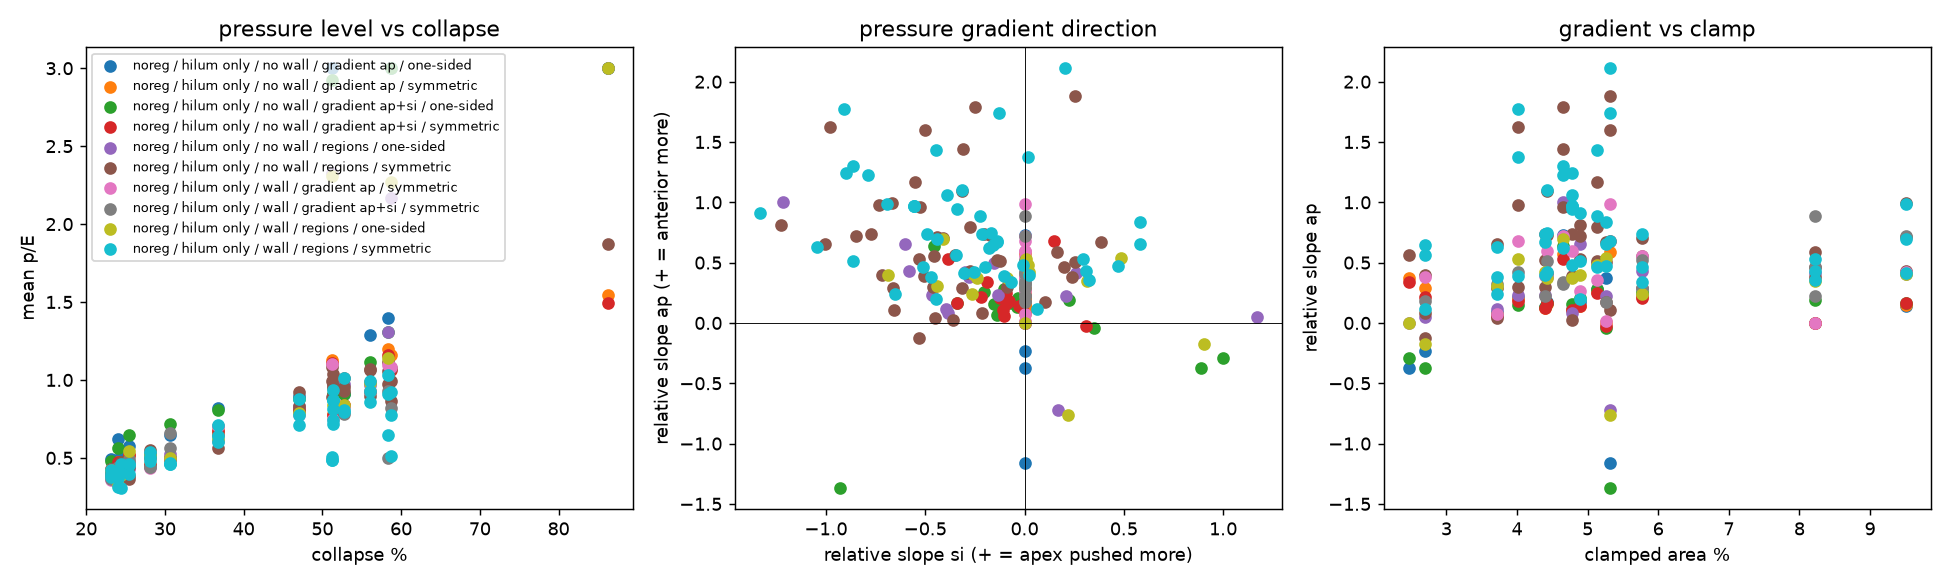 pressure level vs collapse
mean p/E
3.0
2.5
2.0
1.5
1.0
0.5
noreg / hilum only / no wall / gradient ap / one-sided
noreg / hilum only / no wall / gradient ap / symmetric
noreg / hilum only / no wall / gradient ap+si / one-sided
noreg / hilum only / no wall / gradient ap+si / symmetric
noreg / hilum only / no wall / regions / one-sided
noreg / hilum only / no wall / regions / symmetric
noreg / hilum only / wall / gradient ap / symmetric
noreg / hilum only / wall / gradient ap+si / symmetric
noreg / hilum only / wall / regions / one-sided
noreg / hilum only / wall / regions / symmetric
20 30 40 50 60 70 80
collapse %
pressure gradient direction
relative slope ap (+ = anterior more)
2.0
1.5
1.0
0.5
0.0
−0.5
−1.0
−1.5
−1.0 −0.5 0.0 0.5 1.0
relative slope si (+ = apex pushed more)
gradient vs clamp
relative slope ap
2.0
1.5
1.0
0.5
0.0
−0.5
−1.0
−1.5
3 4 5 6 7 8 9
clamped area %